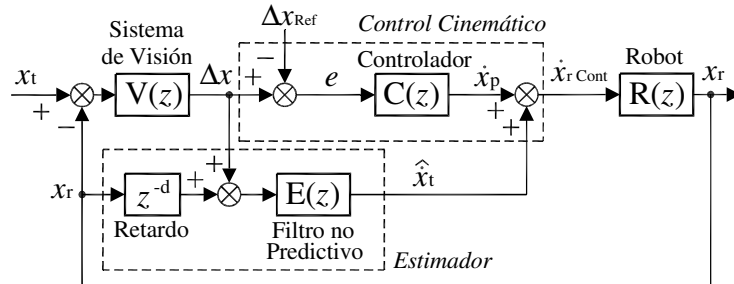 Sistema
de Visión
Δx_Ref
Control Cinemático
x_t
+
−
V(z)
Δx
−
+
e
Controlador
C(z)
ẋ_p
+
+
ẋ_r Cont
Robot
R(z)
x_r
x_r
z^-d
Retardo
+
+
E(z)
Filtro no
Predictivo
\hat{ẋ}_t
Estimador